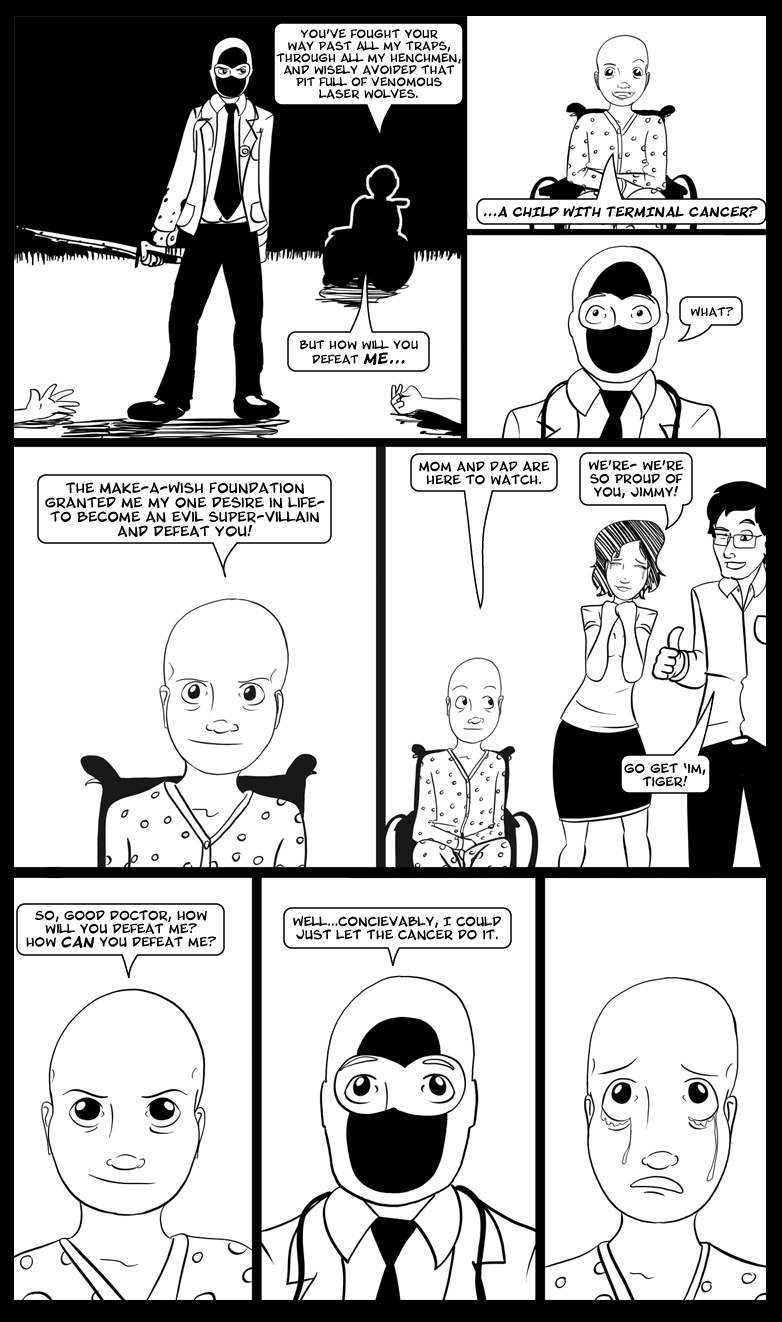 YOU'VE FOUGHT YOUR
WAY PAST ALL MY TRAPS,
THROUGH ALL MY HENCHMEN,
AND WISELY AVOIDED THAT
PIT FULL OF VENOMOUS
LASER WOLVES.
BUT HOW WILL YOU
DEFEAT ME...
...A CHILD WITH TERMINAL CANCER?
WHAT?
THE MAKE-A-WISH FOUNDATION
GRANTED ME MY ONE DESIRE IN LIFE-
TO BECOME AN EVIL SUPER-VILLAIN
AND DEFEAT YOU!
MOM AND DAD ARE
HERE TO WATCH.
WE'RE- WE'RE
SO PROUD OF
YOU, JIMMY!
GO GET 'IM,
TIGER!
SO, GOOD DOCTOR, HOW
WILL YOU DEFEAT ME?
HOW CAN YOU DEFEAT ME?
WELL...CONCIEVABLY, I COULD
JUST LET THE CANCER DO IT.